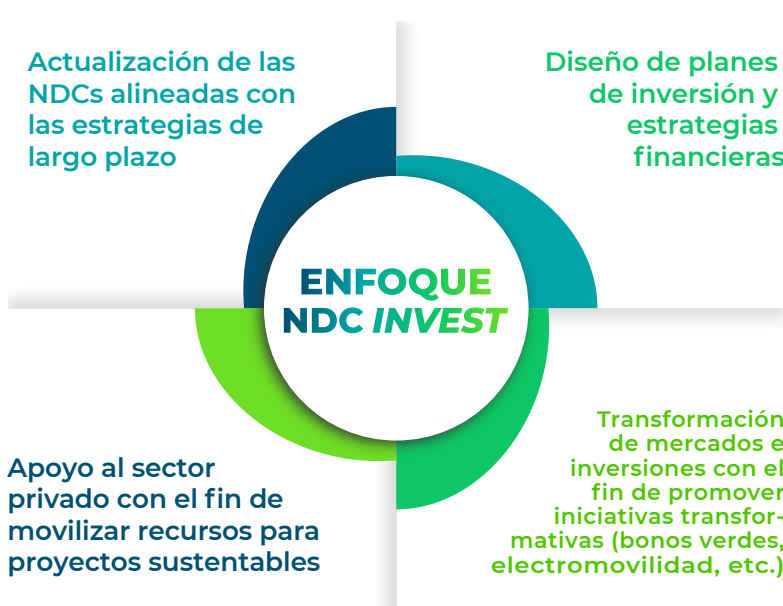 Actualización de las
NDCs alineadas con
las estrategias de
largo plazo
Diseño de planes
de inversión y
estrategias
financieras
ENFOQUE
NDC INVEST
Apoyo al sector
privado con el fin de
movilizar recursos para
proyectos sustentables
Transformación
de mercados e
inversiones con el
fin de promover
iniciativas transfor-
mativas (bonos verdes,
electromovilidad, etc.)